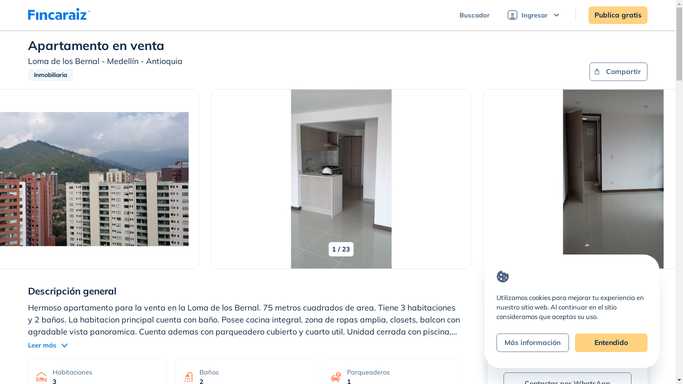 Fincaraiz
Buscador
Ingresar
Publica gratis
Apartamento en venta
Loma de los Bernal - Medellín - Antioquia
Inmobiliaria
Compartir
1 / 23
Descripción general
Hermoso apartamento para la venta en la Loma de los Bernal. 75 metros cuadrados de area. Tiene 3 habitaciones
y 2 baños. La habitacion principal cuenta con baño. Posee cocina integral, zona de ropas amplia, closets, balcon con
agradable vista panoramica. Cuenta ademas con parqueadero cubierto y cuarto util. Unidad cerrada con piscina,...
Leer más
Habitaciones
3
Baños
2
Parqueaderos
1
Utilizamos cookies para mejorar tu experiencia en
nuestro sitio web. Al continuar en el sitio
consideramos que aceptas su uso.
Más información
Entendido
Contactar por WhatsApp